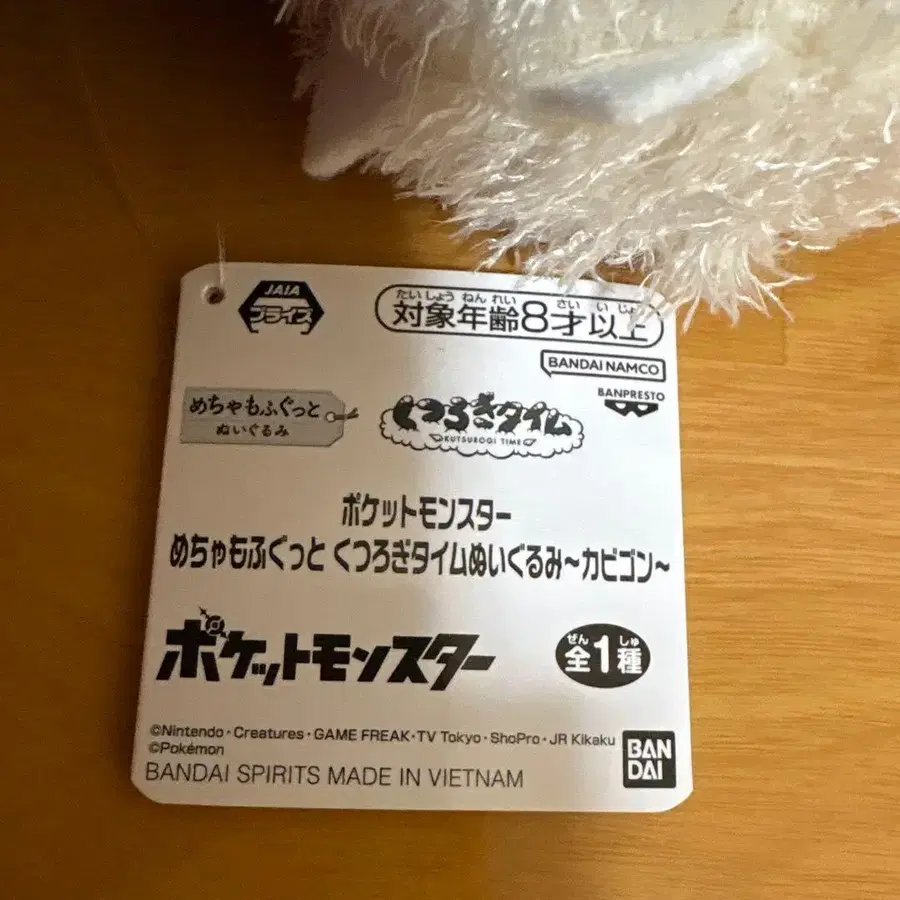 JAIA
プライズ
たいしょうねんれい さいいじょう
対象年齢8才以上
BANDAI NAMCO
BANPRESTO
めちゃもふぐっと
ぬいぐるみ
くつろぎタイム
KUTSUROGI TIME
ポケットモンスター
めちゃもふぐっと くつろぎタイムぬいぐるみ~カビゴン~
ポケットモンスター
ぜん しゅ
全1種
©Nintendo・Creatures・GAME FREAK・TV Tokyo・ShoPro・JR Kikaku
©Pokémon
BANDAI SPIRITS MADE IN VIETNAM
BAN
DAI